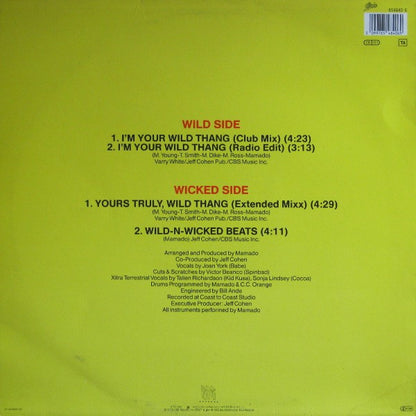 Epic
654640 6
WILD SIDE
1. I'M YOUR WILD THANG (Club Mix) (4:23)
2. I'M YOUR WILD THANG (Radio Edit) (3:13)
(M. Young-T. Smith-M. Dike-M. Ross-Mamado)
Varry White/Jeff Cohen Pub./CBS Music Inc.
WICKED SIDE
1. YOURS TRULY, WILD THANG (Extended Mixx) (4:29)
(M. Young-T. Smith-M. Dike-M. Ross-Mamado)
Varry White/Jeff Cohen Pub./CBS Music Inc.
2. WILD-N-WICKED BEATS (4:11)
(Mamado) Jeff Cohen/CBS Music Inc.
Arranged and Produced by Mamado
Co-Produced by Jeff Cohen
Vocals by Joan York (Babe)
Cuts & Scratches by Victor Beanco (Spinbad)
Xtra Terrestrial Vocals by Talien Richardson (Kid Kusa), Sonja Lindsey (Cocoa)
Drums Programmed by Mamado & C.C. Orange
Engineered by Bill Anda
Recorded at Coast to Coast Studio
Executive Producer: Jeff Cohen
All instruments performed by Mamado